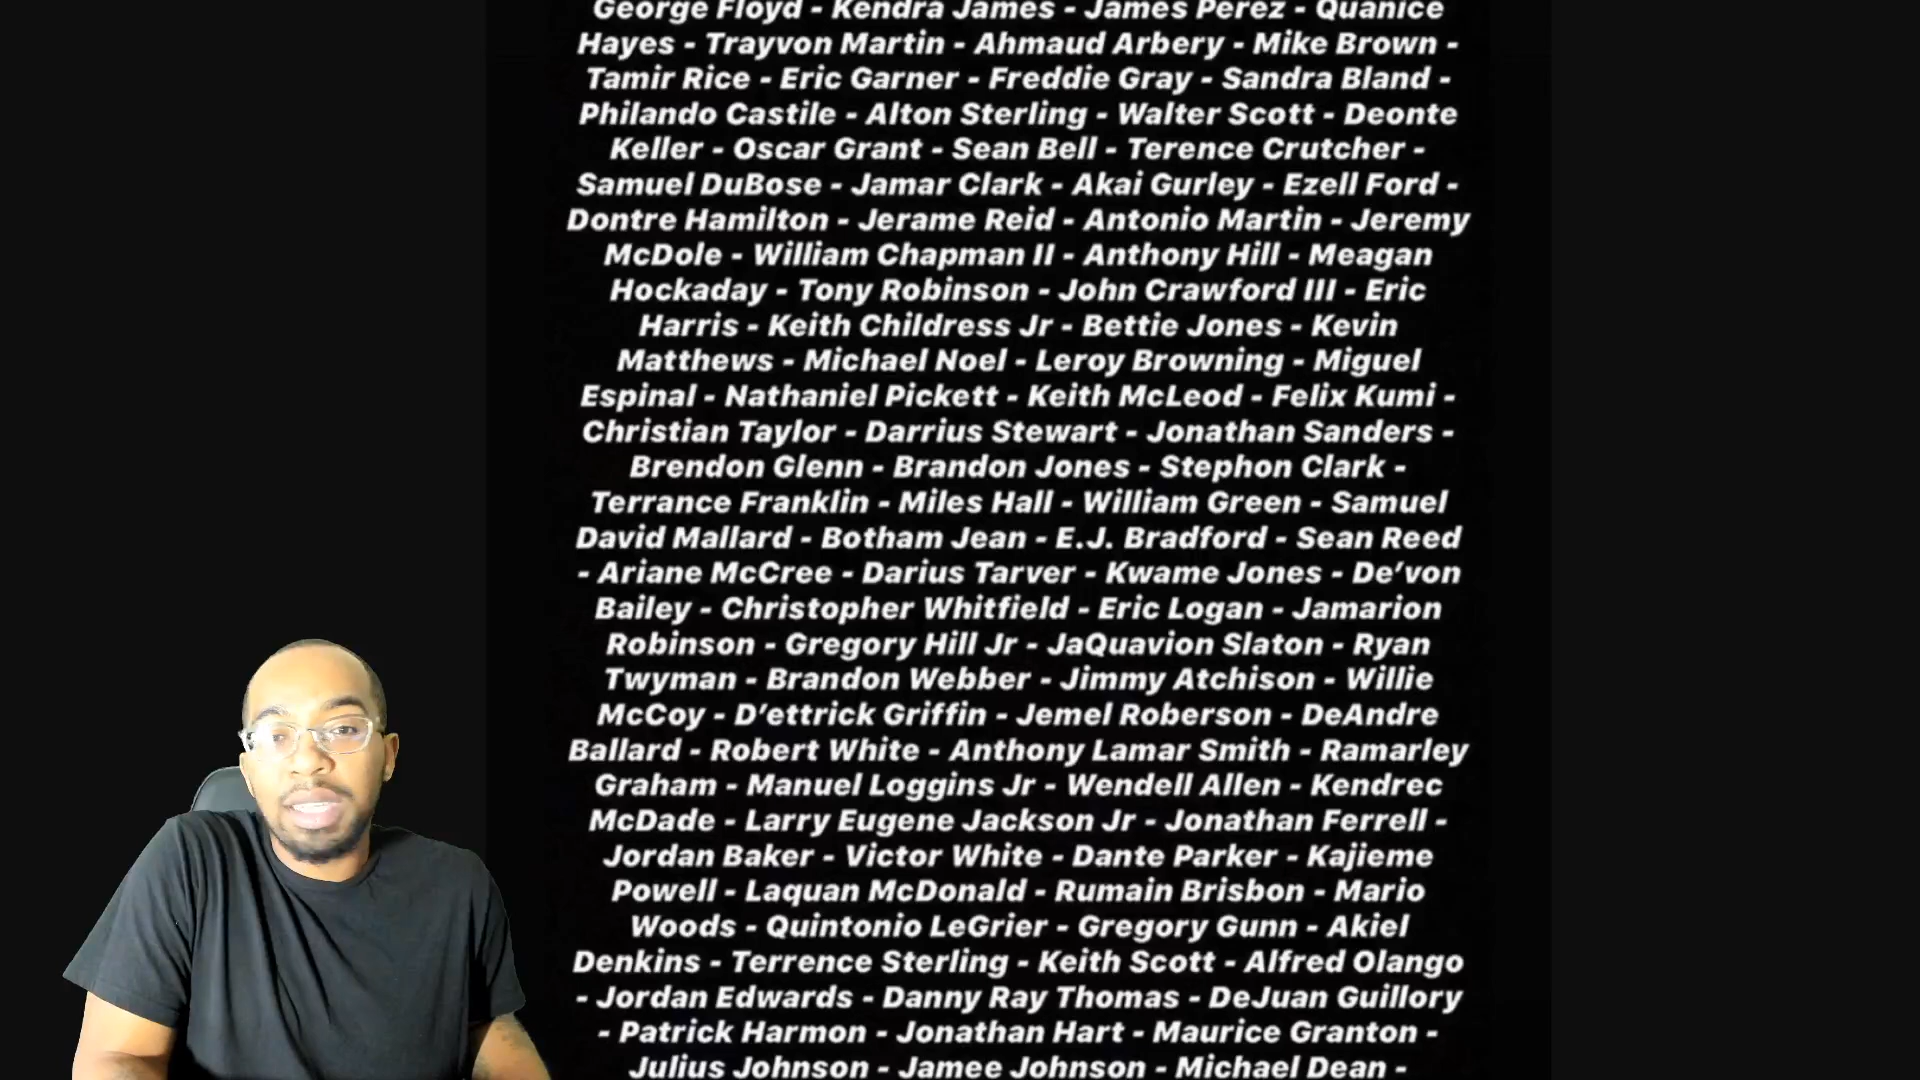 George Floyd - Kendra James - James Perez - Quanice
Hayes - Trayvon Martin - Ahmaud Arbery - Mike Brown -
Tamir Rice - Eric Garner - Freddie Gray - Sandra Bland -
Philando Castile - Alton Sterling - Walter Scott - Deonte
Keller - Oscar Grant - Sean Bell - Terence Crutcher -
Samuel DuBose - Jamar Clark - Akai Gurley - Ezell Ford -
Dontre Hamilton - Jerame Reid - Antonio Martin - Jeremy
McDole - William Chapman II - Anthony Hill - Meagan
Hockaday - Tony Robinson - John Crawford III - Eric
Harris - Keith Childress Jr - Bettie Jones - Kevin
Matthews - Michael Noel - Leroy Browning - Miguel
Espinal - Nathaniel Pickett - Keith McLeod - Felix Kumi -
Christian Taylor - Darrius Stewart - Jonathan Sanders -
Brendon Glenn - Brandon Jones - Stephon Clark -
Terrance Franklin - Miles Hall - William Green - Samuel
David Mallard - Botham Jean - E.J. Bradford - Sean Reed
- Ariane McCree - Darius Tarver - Kwame Jones - De’von
Bailey - Christopher Whitfield - Eric Logan - Jamarion
Robinson - Gregory Hill Jr - JaQuavion Slaton - Ryan
Twyman - Brandon Webber - Jimmy Atchison - Willie
McCoy - D’ettrick Griffin - Jemel Roberson - DeAndre
Ballard - Robert White - Anthony Lamar Smith - Ramarley
Graham - Manuel Loggins Jr - Wendell Allen - Kendrec
McDade - Larry Eugene Jackson Jr - Jonathan Ferrell -
Jordan Baker - Victor White - Dante Parker - Kajieme
Powell - Laquan McDonald - Rumain Brisbon - Mario
Woods - Quintonio LeGrier - Gregory Gunn - Akiel
Denkins - Terrence Sterling - Keith Scott - Alfred Olango
- Jordan Edwards - Danny Ray Thomas - DeJuan Guillory
- Patrick Harmon - Jonathan Hart - Maurice Granton -
Julius Johnson - Jamee Johnson - Michael Dean -